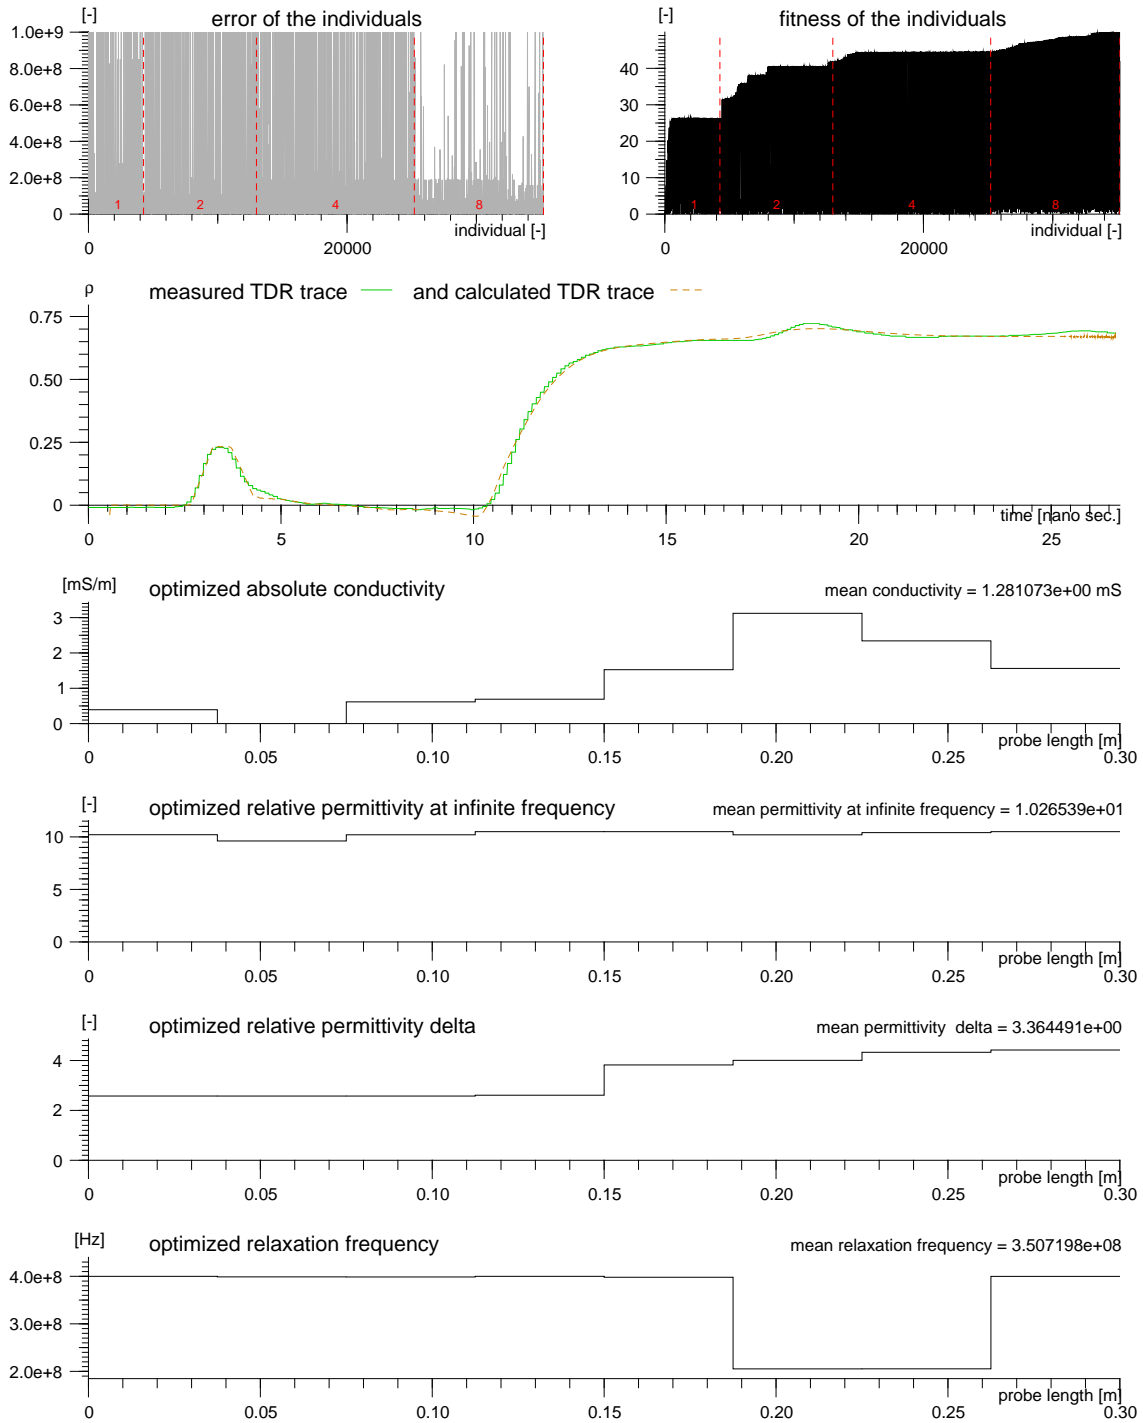 error of the individuals
[-]
1.0e+9
8.0e+8
6.0e+8
4.0e+8
2.0e+8
0
1 2 4 8
individual [-]
0 20000
fitness of the individuals
[-]
40
30
20
10
0
1 2 4 8
individual [-]
0 20000
ρ measured TDR trace and calculated TDR trace
0.75
0.50
0.25
0
time [nano sec.]
0 5 10 15 20 25
[mS/m] optimized absolute conductivity mean conductivity = 1.281073e+00 mS
3
2
1
0
probe length [m]
0 0.05 0.10 0.15 0.20 0.25 0.30
[-] optimized relative permittivity at infinite frequency mean permittivity at infinite frequency = 1.026539e+01
10
5
0
probe length [m]
0 0.05 0.10 0.15 0.20 0.25 0.30
[-] optimized relative permittivity delta mean permittivity delta = 3.364491e+00
4
2
0
probe length [m]
0 0.05 0.10 0.15 0.20 0.25 0.30
[Hz] optimized relaxation frequency mean relaxation frequency = 3.507198e+08
4.0e+8
3.0e+8
2.0e+8
probe length [m]
0 0.05 0.10 0.15 0.20 0.25 0.30